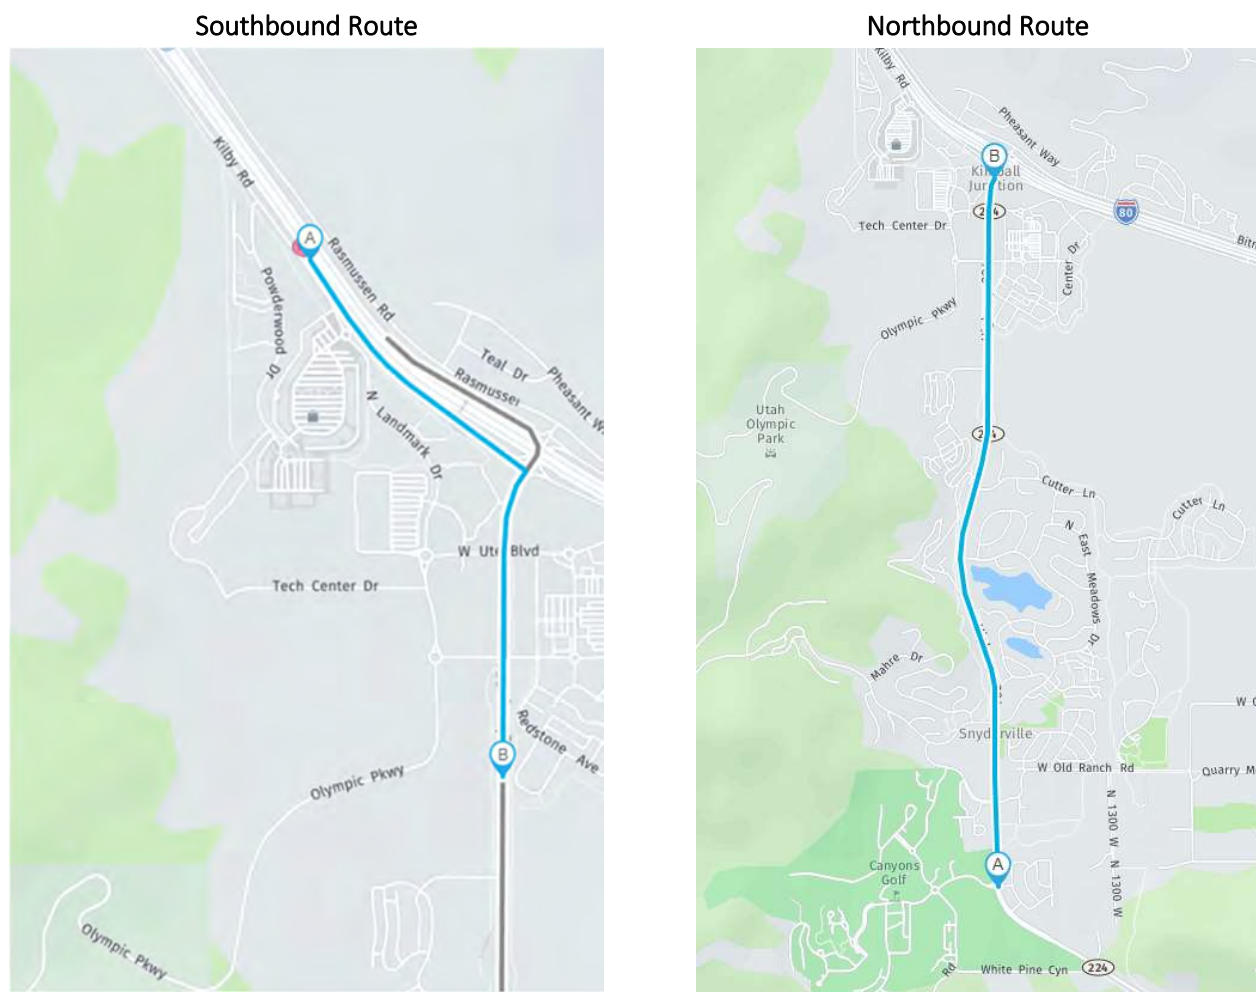 Southbound Route
Northbound Route
Kilby Rd
A
Rasmussen Rd
Powderwood Dr
Teal Dr
Pheasant W
Rasmusse
N Landmark Dr
W Ute Blvd
Tech Center Dr
Redstone Ave
B
Olympic Pkwy
Olympic Pkwy
Kilby Rd
Pheasant Way
B
Junction
80
Tech Center Dr
Bitn
Center Dr
Olympic Pkwy
Utah
Olympic
Park
Cutter Ln
Cutter Ln
N East Meadows Dr
Mahre Dr
Snyderville
W Old Ranch Rd
Quarry M
N 1300 W
N 1300 W
Canyons
Golf
A
Rd
White Pine Cyn
224